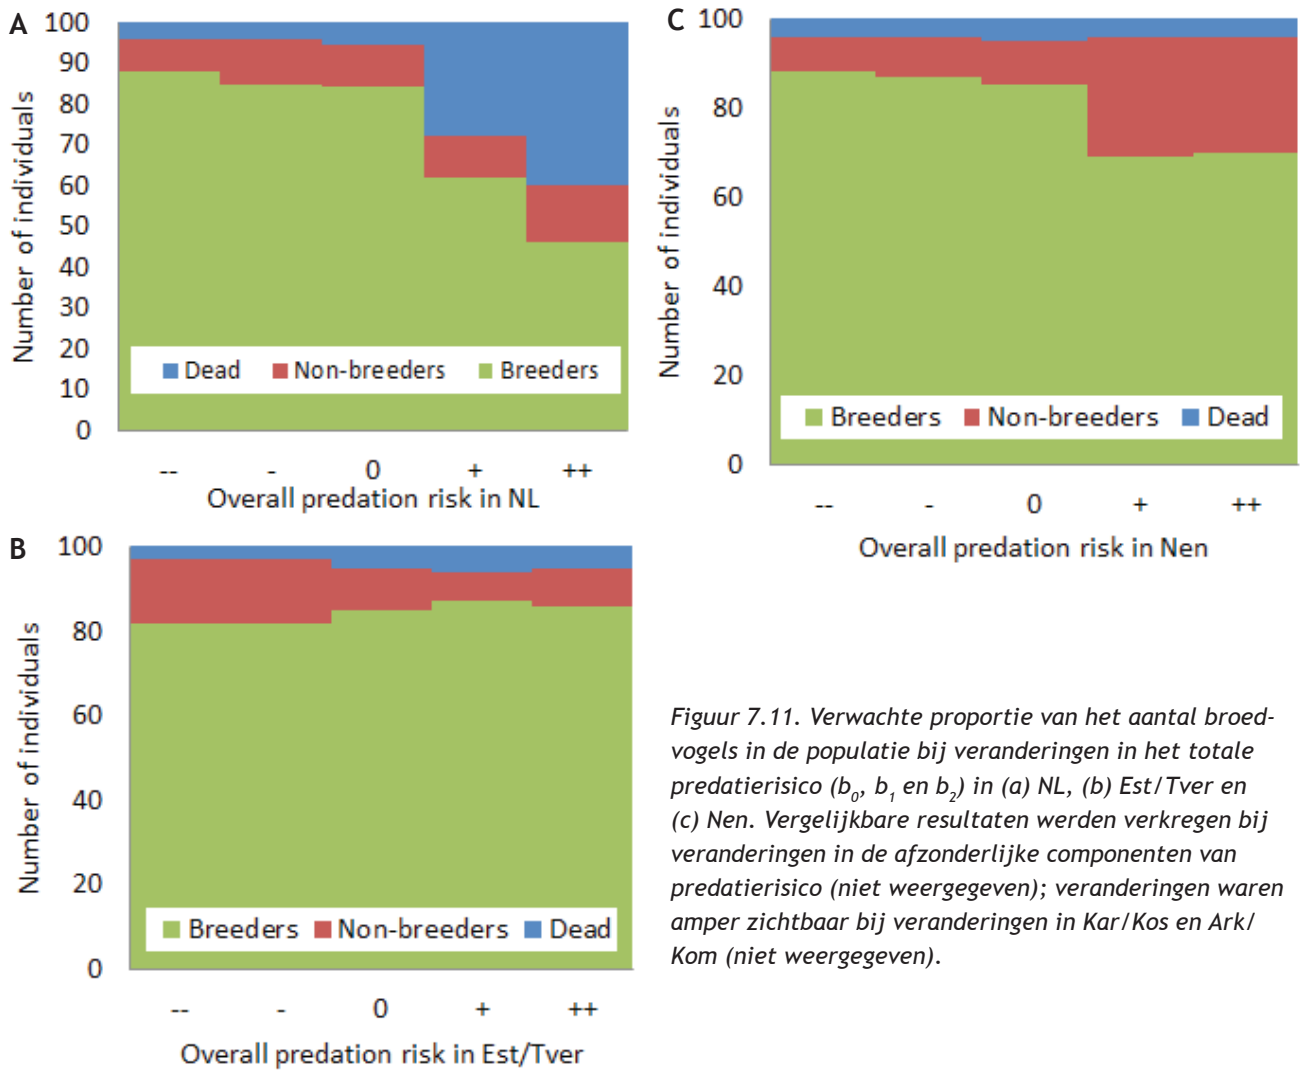 A
100
90
80
70
60
50
40
30
20
10
0
Number of individuals
Dead Non-breeders Breeders
-- - 0 + ++
Overall predation risk in NL
B
100
80
60
40
20
0
Number of individuals
Breeders Non-breeders Dead
-- - 0 + ++
Overall predation risk in Est/Tver
C
100
80
60
40
20
0
Number of individuals
Breeders Non-breeders Dead
-- - 0 + ++
Overall predation risk in Nen
Figuur 7.11. Verwachte proportie van het aantal broed-
vogels in de populatie bij veranderingen in het totale
predatierisico (b0, b1 en b2) in (a) NL, (b) Est/Tver en
(c) Nen. Vergelijkbare resultaten werden verkregen bij
veranderingen in de afzonderlijke componenten van
predatierisico (niet weergegeven); veranderingen waren
amper zichtbaar bij veranderingen in Kar/Kos en Ark/
Kom (niet weergegeven).